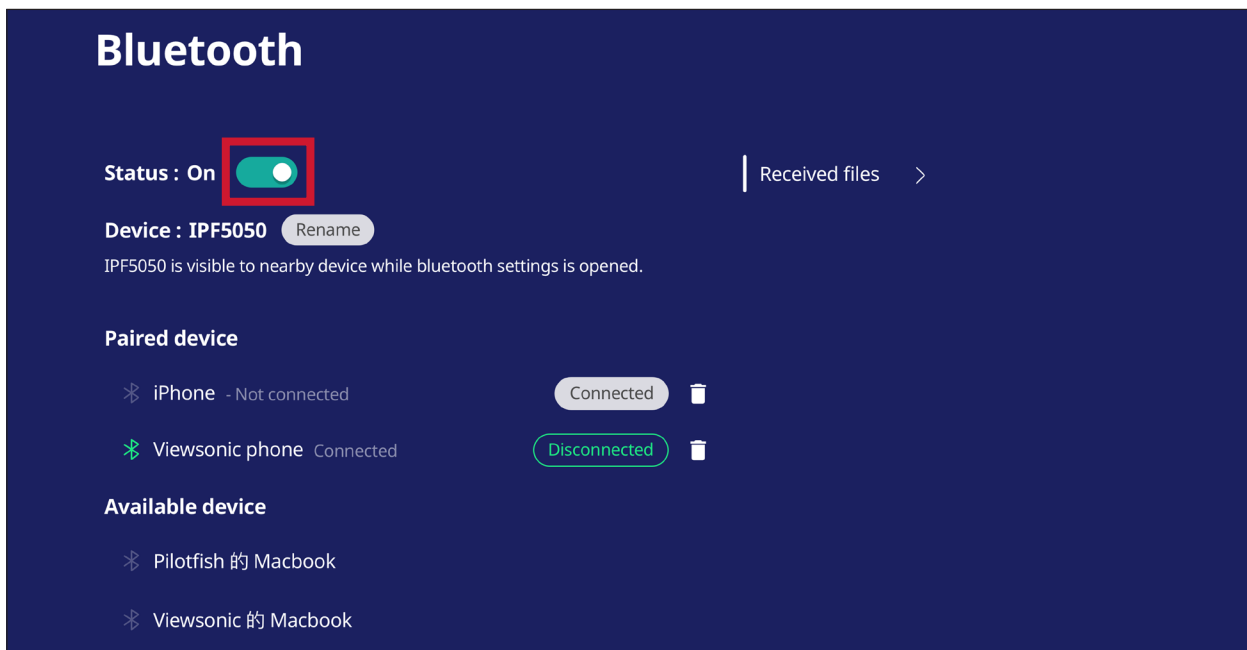 Bluetooth
Status : On
Received files
Device : IPF5050 Rename
IPF5050 is visible to nearby device while bluetooth settings is opened.
Paired device
iPhone - Not connected Connected
Viewsonic phone Connected Disconnected
Available device
Pilotfish 的 Macbook
Viewsonic 的 Macbook